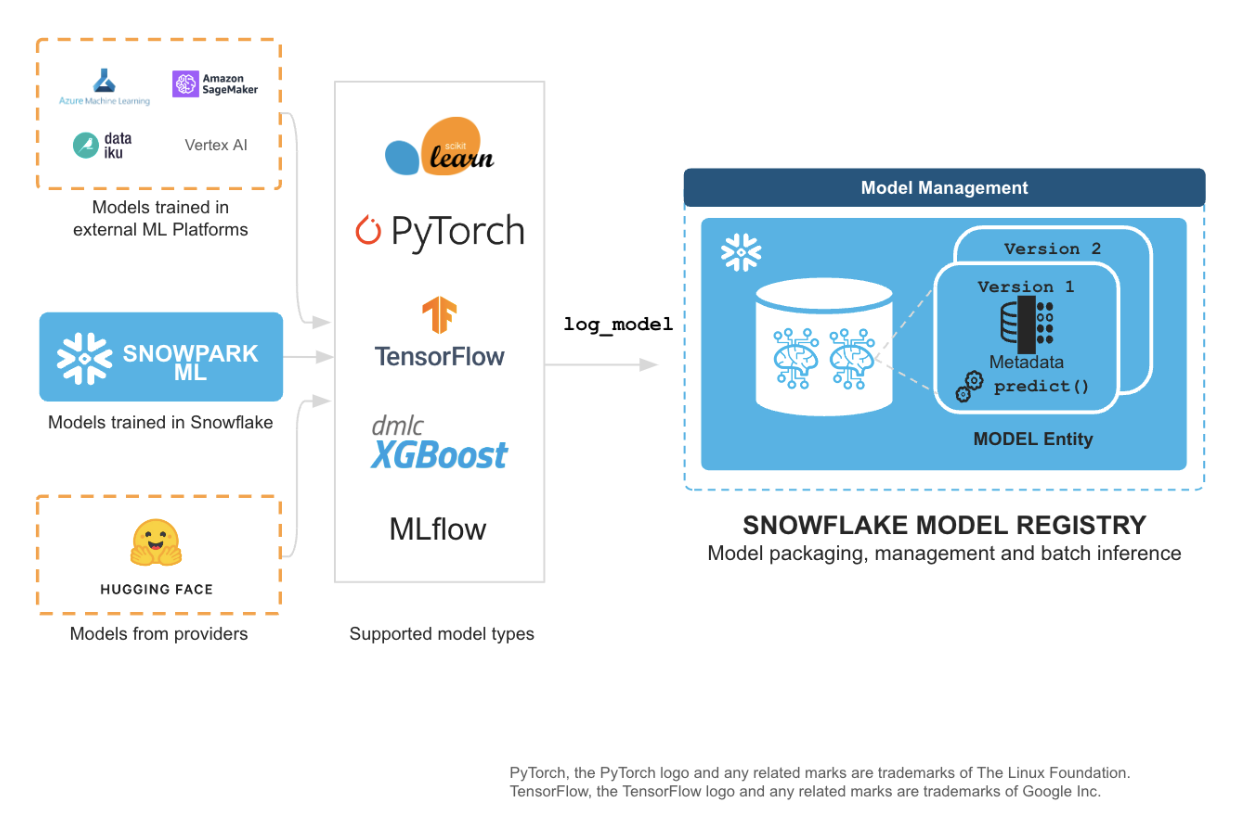 Azure Machine Learning
Amazon
SageMaker
data
iku
Vertex AI
Models trained in
external ML Platforms
SNOWPARK
ML
Models trained in Snowflake
HUGGING FACE
Models from providers
scikit
learn
PyTorch
TensorFlow
dmlc
XGBoost
MLflow
Supported model types
log_model
Model Management
Version 2
Version 1
Metadata
predict()
MODEL Entity
SNOWFLAKE MODEL REGISTRY
Model packaging, management and batch inference
PyTorch, the PyTorch logo and any related marks are trademarks of The Linux Foundation.
TensorFlow, the TensorFlow logo and any related marks are trademarks of Google Inc.